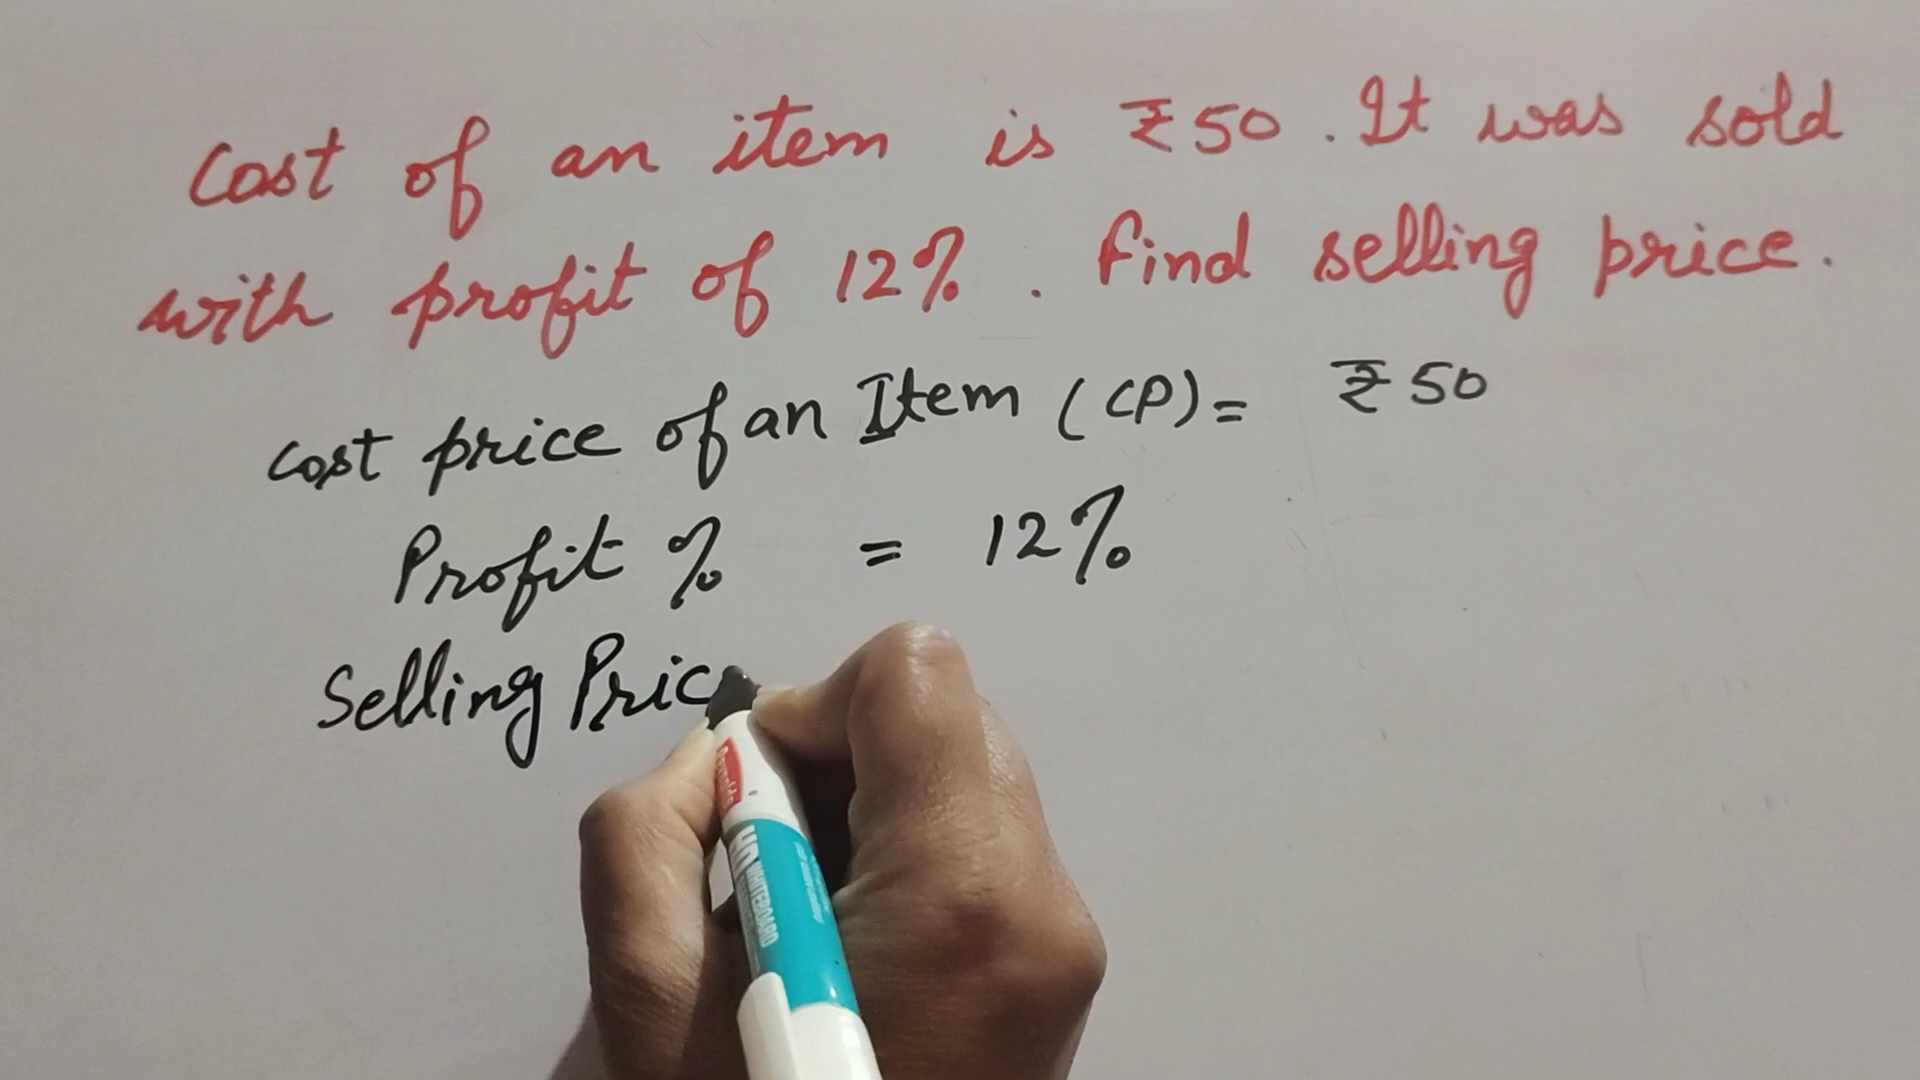 Cost of an item is ₹50. It was sold
with profit of 12%. Find selling price.
Cost price of an Item (CP) = ₹50
Profit % = 12%
Selling Pric
WHITEBOARD